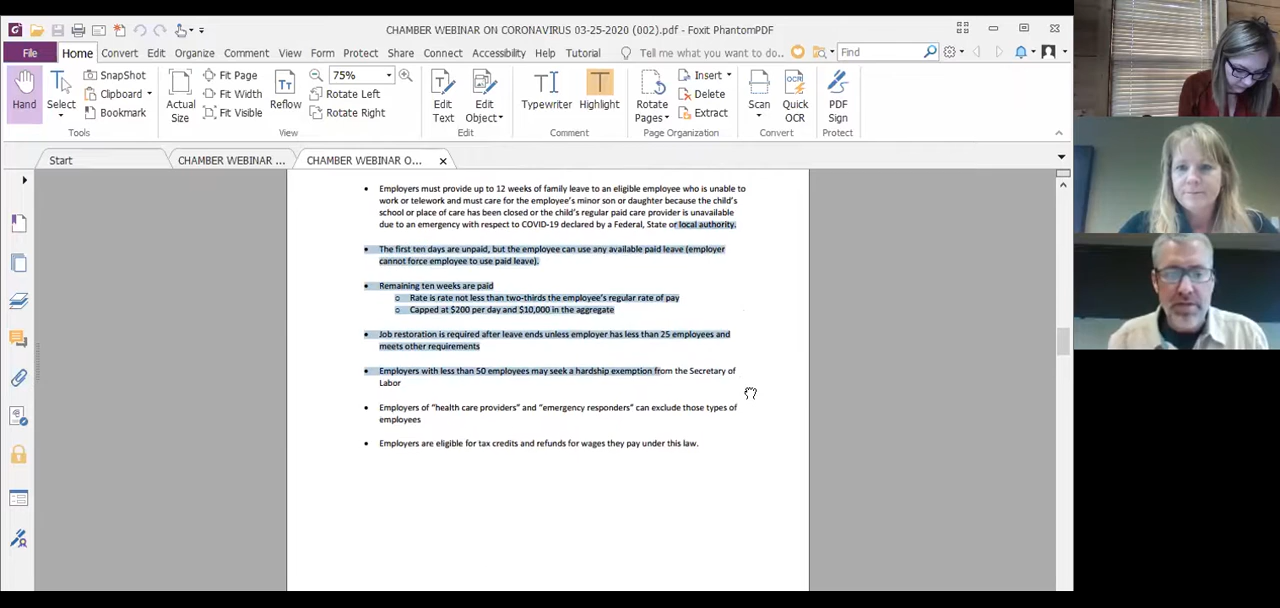 CHAMBER WEBINAR ON CORONAVIRUS 03-25-2020 (002).pdf - Foxit PhantomPDF
File Home Convert Edit Organize Comment View Form Protect Share Connect Accessibility Help Tutorial Tell me what you want to do.. Find
Hand
Select
SnapShot
Clipboard
Bookmark
Tools
Actual
Size
Fit Page
Fit Width
Fit Visible
Reflow
75%
Rotate Left
Rotate Right
View
Edit
Text
Edit
Object
Edit
Typewriter
Highlight
Comment
Rotate
Pages
Insert
Delete
Extract
Page Organization
Scan
Quick
OCR
Convert
PDF
Sign
Protect
Start
CHAMBER WEBINAR ...
CHAMBER WEBINAR O...
• Employers must provide up to 12 weeks of family leave to an eligible employee who is unable to
work or telework and must care for the employee's minor son or daughter because the child's
school or place of care has been closed or the child's regular paid care provider is unavailable
due to an emergency with respect to COVID-19 declared by a Federal, State or local authority.
• The first ten days are unpaid, but the employee can use any available paid leave (employer
cannot force employee to use paid leave).
• Remaining ten weeks are paid
o Rate is rate not less than two-thirds the employee's regular rate of pay
o Capped at $200 per day and $10,000 in the aggregate
• Job restoration is required after leave ends unless employer has less than 25 employees and
meets other requirements
• Employers with less than 50 employees may seek a hardship exemption from the Secretary of
Labor
• Employers of "health care providers" and "emergency responders" can exclude those types of
employees
• Employers are eligible for tax credits and refunds for wages they pay under this law.